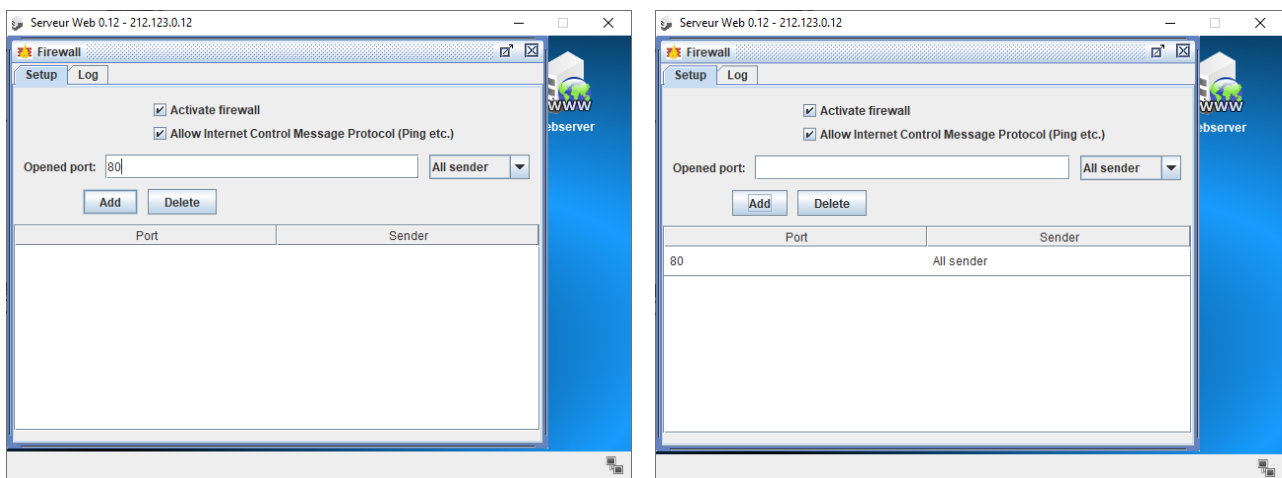 Serveur Web 0.12 - 212.123.0.12
Firewall
Setup Log
Activate firewall
Allow Internet Control Message Protocol (Ping etc.)
Opened port: 80 All sender
Add Delete
Port Sender
WWW
ebserver
Serveur Web 0.12 - 212.123.0.12
Firewall
Setup Log
Activate firewall
Allow Internet Control Message Protocol (Ping etc.)
Opened port: All sender
Add Delete
Port Sender
80 All sender
WWW
ebserver